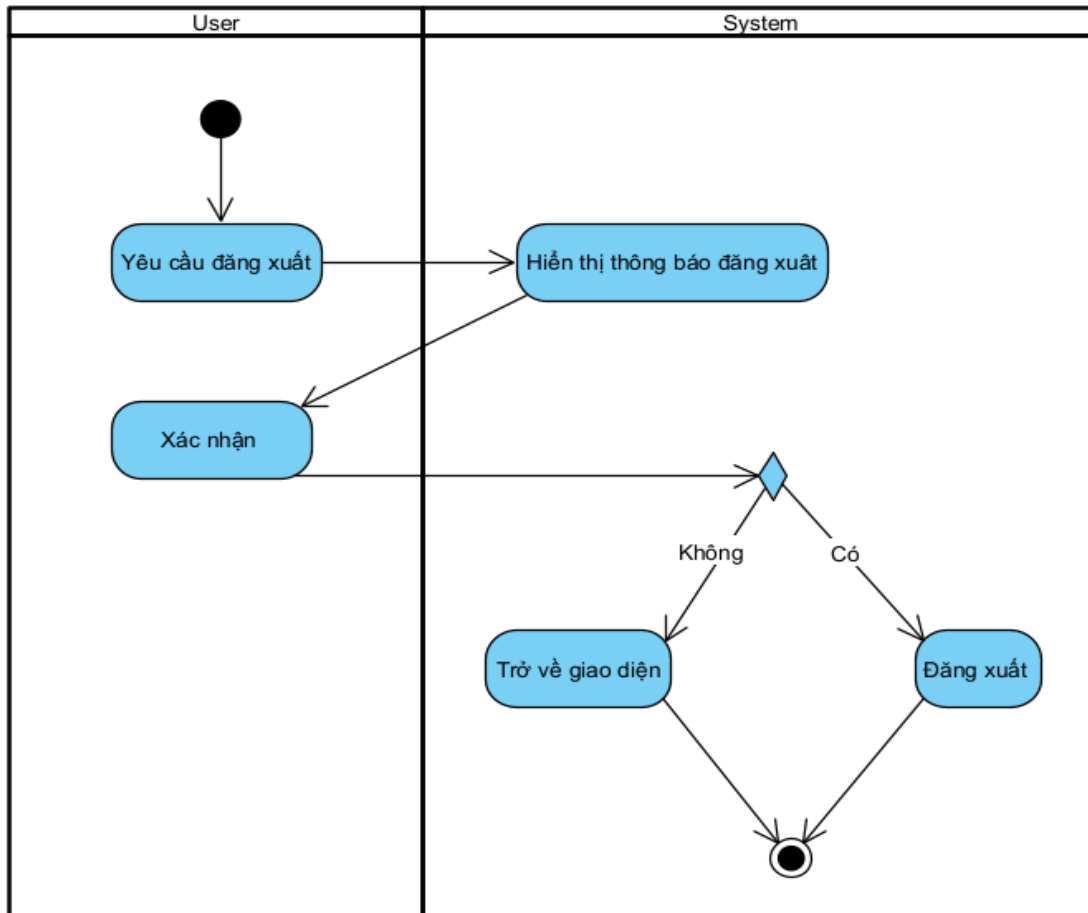 User
System
Yêu cầu đăng xuất
Hiển thị thông báo đăng xuât
Xác nhận
Không
Có
Trở về giao diện
Đăng xuất